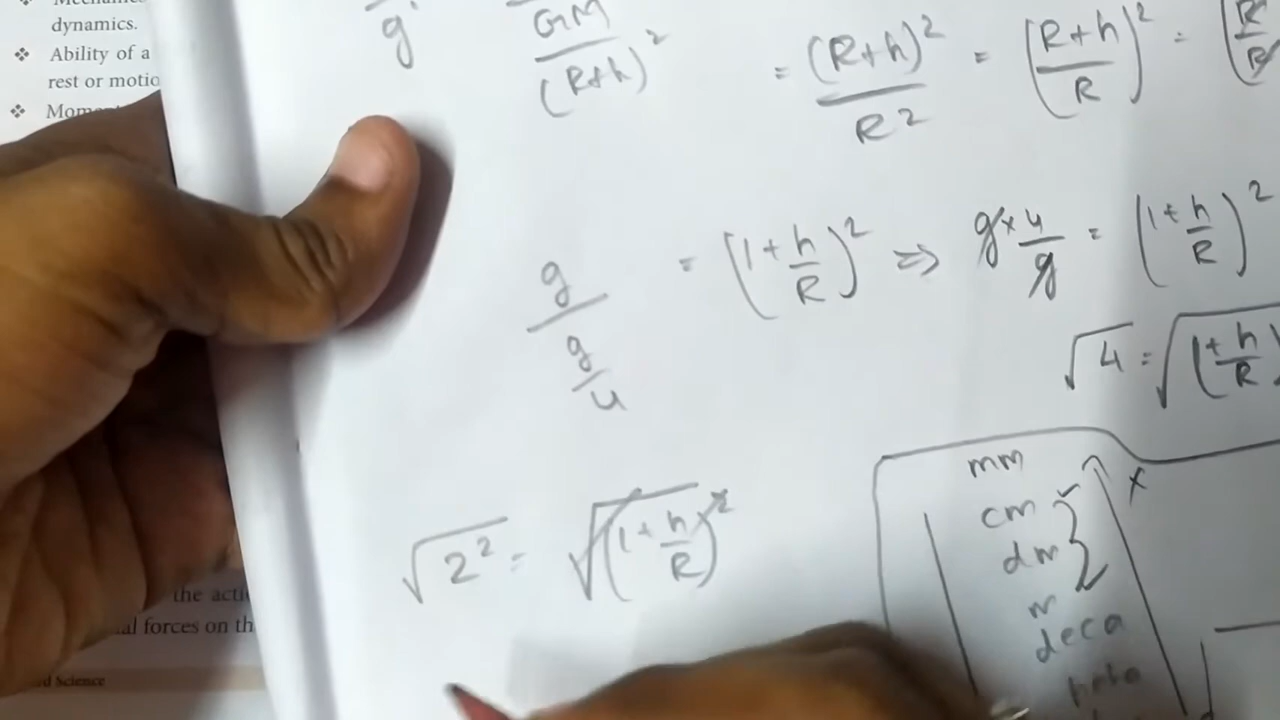 dynamics.
❖ Ability of a
rest or motio
❖
g'
GM
(R+h)²
= (R+h)² / R² = ((R+h) / R)² =
g / (g/4) = (1 + h/R)² ⇒ g × 4/g = (1 + h/R)²
√4 = √(1 + h/R)
√2² = √(1 + h/R)²
mm
cm
dm
m
deca
x
the acti
al forces on th
d Science